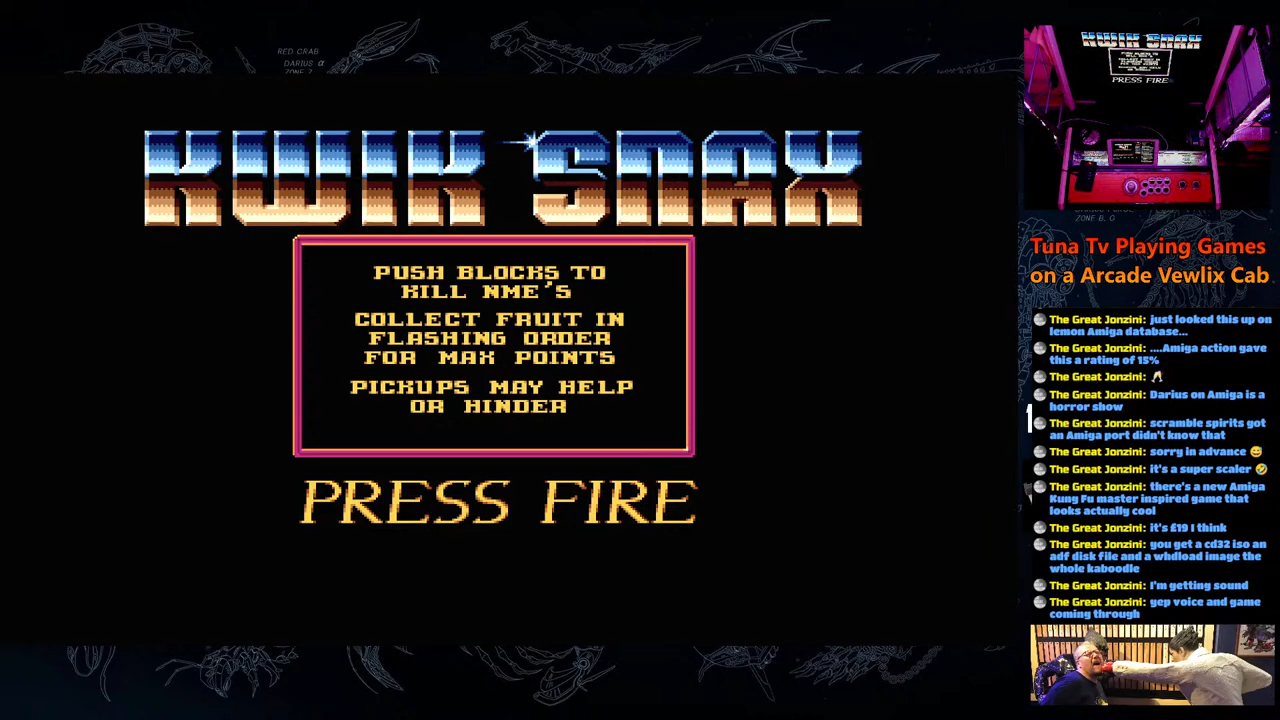 RED CRAB
DARIUS α
KWIK SNAX
PUSH BLOCKS TO
KILL NME'S
COLLECT FRUIT IN
FLASHING ORDER
FOR MAX POINTS
PICKUPS MAY HELP
OR HINDER
PRESS FIRE
KWIK SNAX
PRESS FIRE
ZONE B. G
Tuna Tv Playing Games
on a Arcade Vewlix Cab
The Great Jonzini: just looked this up on
lemon Amiga database...
The Great Jonzini: ....Amiga action gave
this a rating of 15%
The Great Jonzini: 🥂
The Great Jonzini: Darius on Amiga is a
horror show
The Great Jonzini: scramble spirits got
an Amiga port didn't know that
The Great Jonzini: sorry in advance 😅
The Great Jonzini: it's a super scaler 🤣
The Great Jonzini: there's a new Amiga
Kung Fu master inspired game that
looks actually cool
The Great Jonzini: it's £19 I think
The Great Jonzini: you get a cd32 iso an
adf disk file and a whdload image the
whole kaboodle
The Great Jonzini: I'm getting sound
The Great Jonzini: yep voice and game
coming through